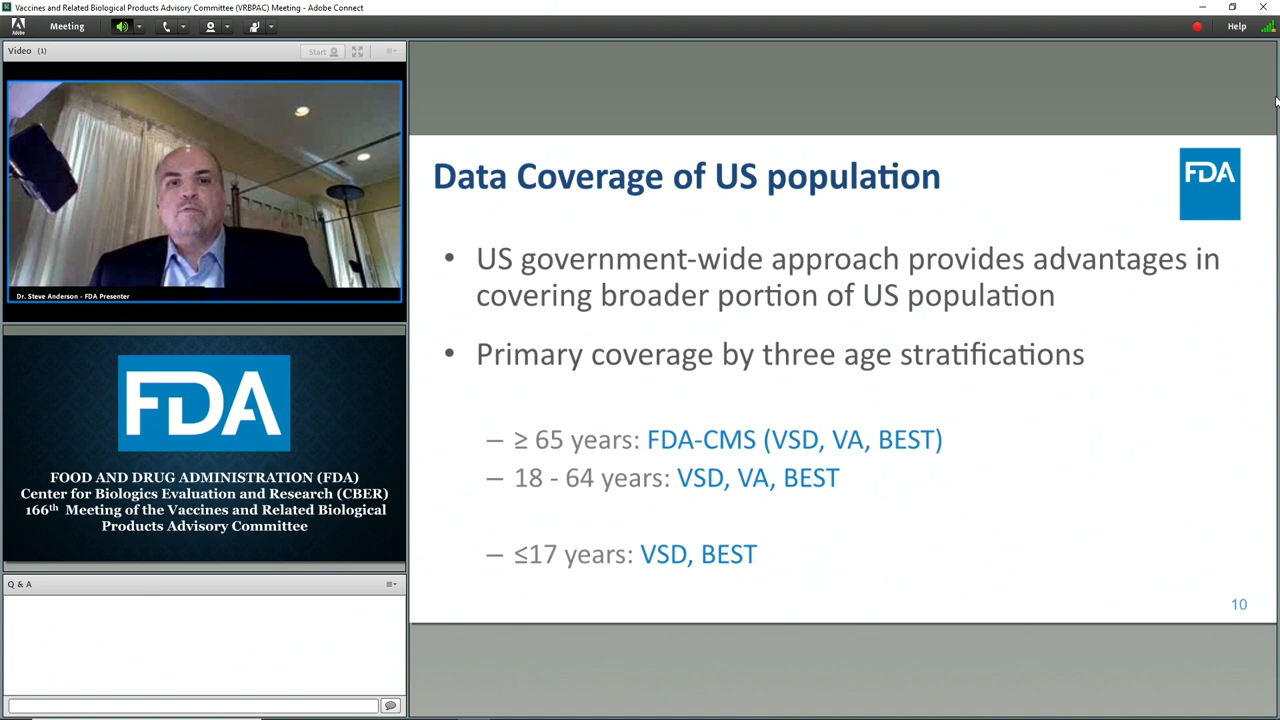 Vaccines and Related Biological Products Advisory Committee (VRBPAC) Meeting - Adobe Connect
Adobe
Meeting
Help
Video (1)
Start
Dr. Steve Anderson - FDA Presenter
FDA
FOOD AND DRUG ADMINISTRATION (FDA)
Center for Biologics Evaluation and Research (CBER)
166th Meeting of the Vaccines and Related Biological
Products Advisory Committee
Q & A
Data Coverage of US population
FDA
• US government-wide approach provides advantages in
covering broader portion of US population
• Primary coverage by three age stratifications
– ≥ 65 years: FDA-CMS (VSD, VA, BEST)
– 18 - 64 years: VSD, VA, BEST
– ≤17 years: VSD, BEST
10